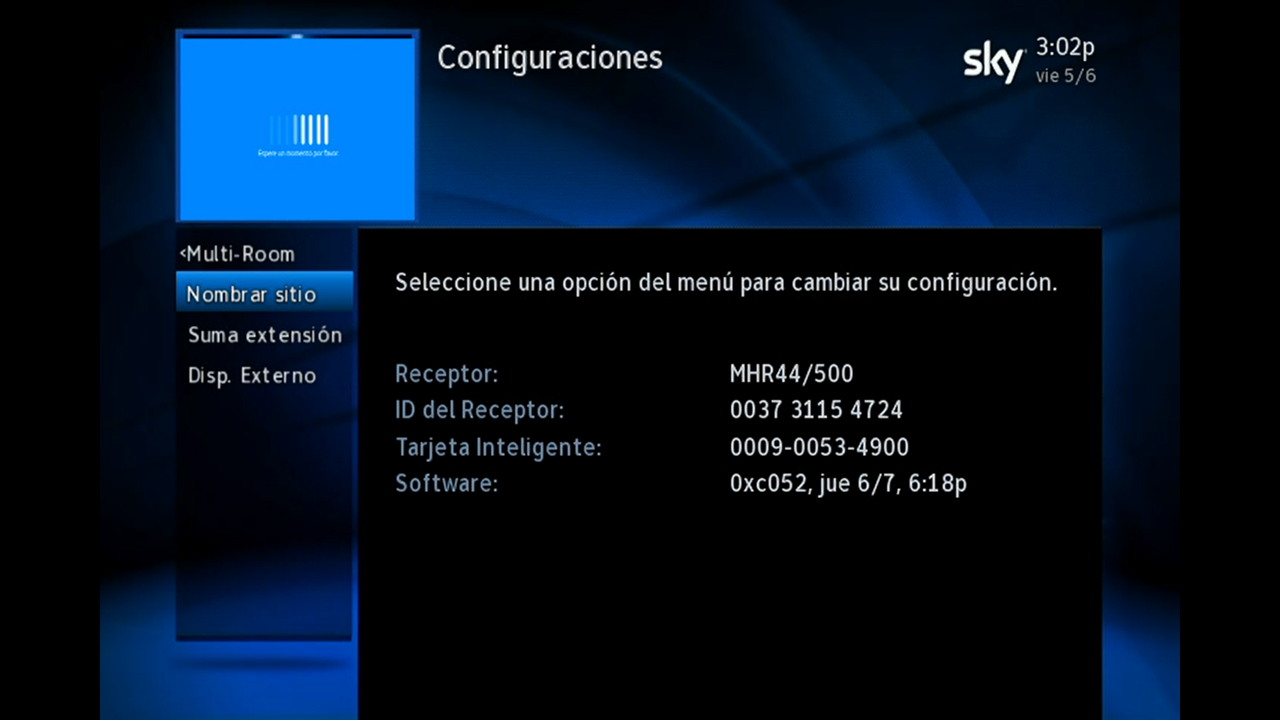 Configuraciones
sky
3:02p
vie 5/6
Espere un momento por favor.
<Multi-Room
Nombrar sitio
Suma extensión
Disp. Externo
Seleccione una opción del menú para cambiar su configuración.
Receptor: MHR44/500
ID del Receptor: 0037 3115 4724
Tarjeta Inteligente: 0009-0053-4900
Software: 0xc052, jue 6/7, 6:18p